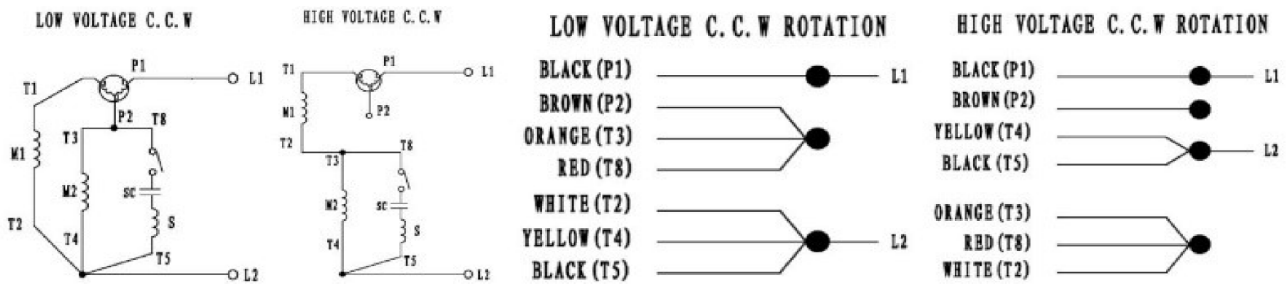 LOW VOLTAGE C.C.W
P1
L1
T1
P2
T3
T8
M1
M2
SC
S
T2
T4
T5
L2
HIGH VOLTAGE C.C.W
T1
P1
L1
P2
M1
T2
T3
T8
M2
SC
S
T4
T5
L2
LOW VOLTAGE C.C.W ROTATION
BLACK(P1)
L1
BROWN(P2)
ORANGE(T3)
RED(T8)
WHITE(T2)
YELLOW(T4)
L2
BLACK(T5)
HIGH VOLTAGE C.C.W ROTATION
BLACK(P1)
L1
BROWN(P2)
YELLOW(T4)
L2
BLACK(T5)
ORANGE(T3)
RED(T8)
WHITE(T2)